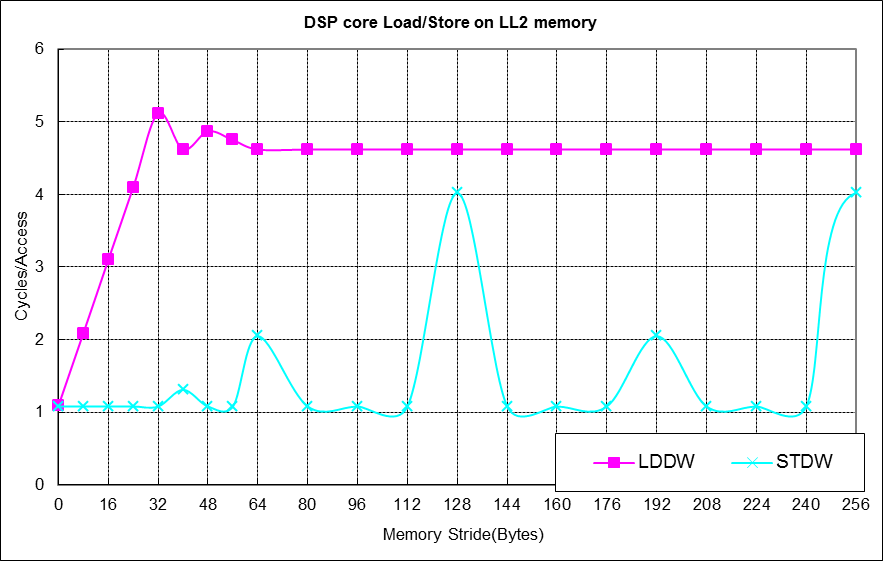 DSP core Load/Store on LL2 memory
6
5
4
3
2
1
0
Cycles/Access
0 16 32 48 64 80 96 112 128 144 160 176 192 208 224 240 256
Memory Stride(Bytes)
LDDW STDW